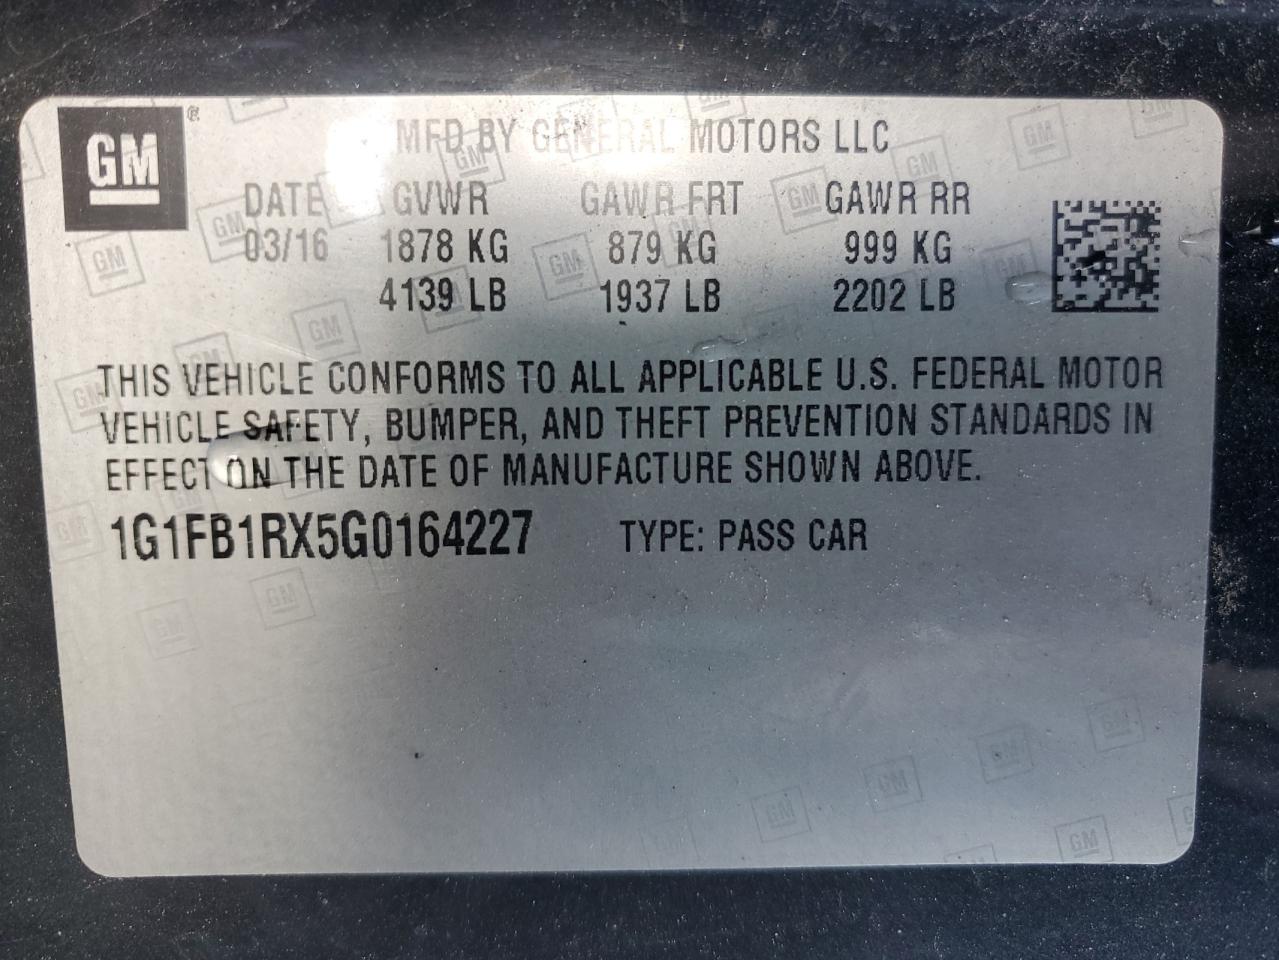 GM ®
MFD BY GENERAL MOTORS LLC
DATE GVWR GAWR FRT GAWR RR
03/16 1878 KG 879 KG 999 KG
4139 LB 1937 LB 2202 LB
THIS VEHICLE CONFORMS TO ALL APPLICABLE U.S. FEDERAL MOTOR
VEHICLE SAFETY, BUMPER, AND THEFT PREVENTION STANDARDS IN
EFFECT ON THE DATE OF MANUFACTURE SHOWN ABOVE.
1G1FB1RX5G0164227 TYPE: PASS CAR